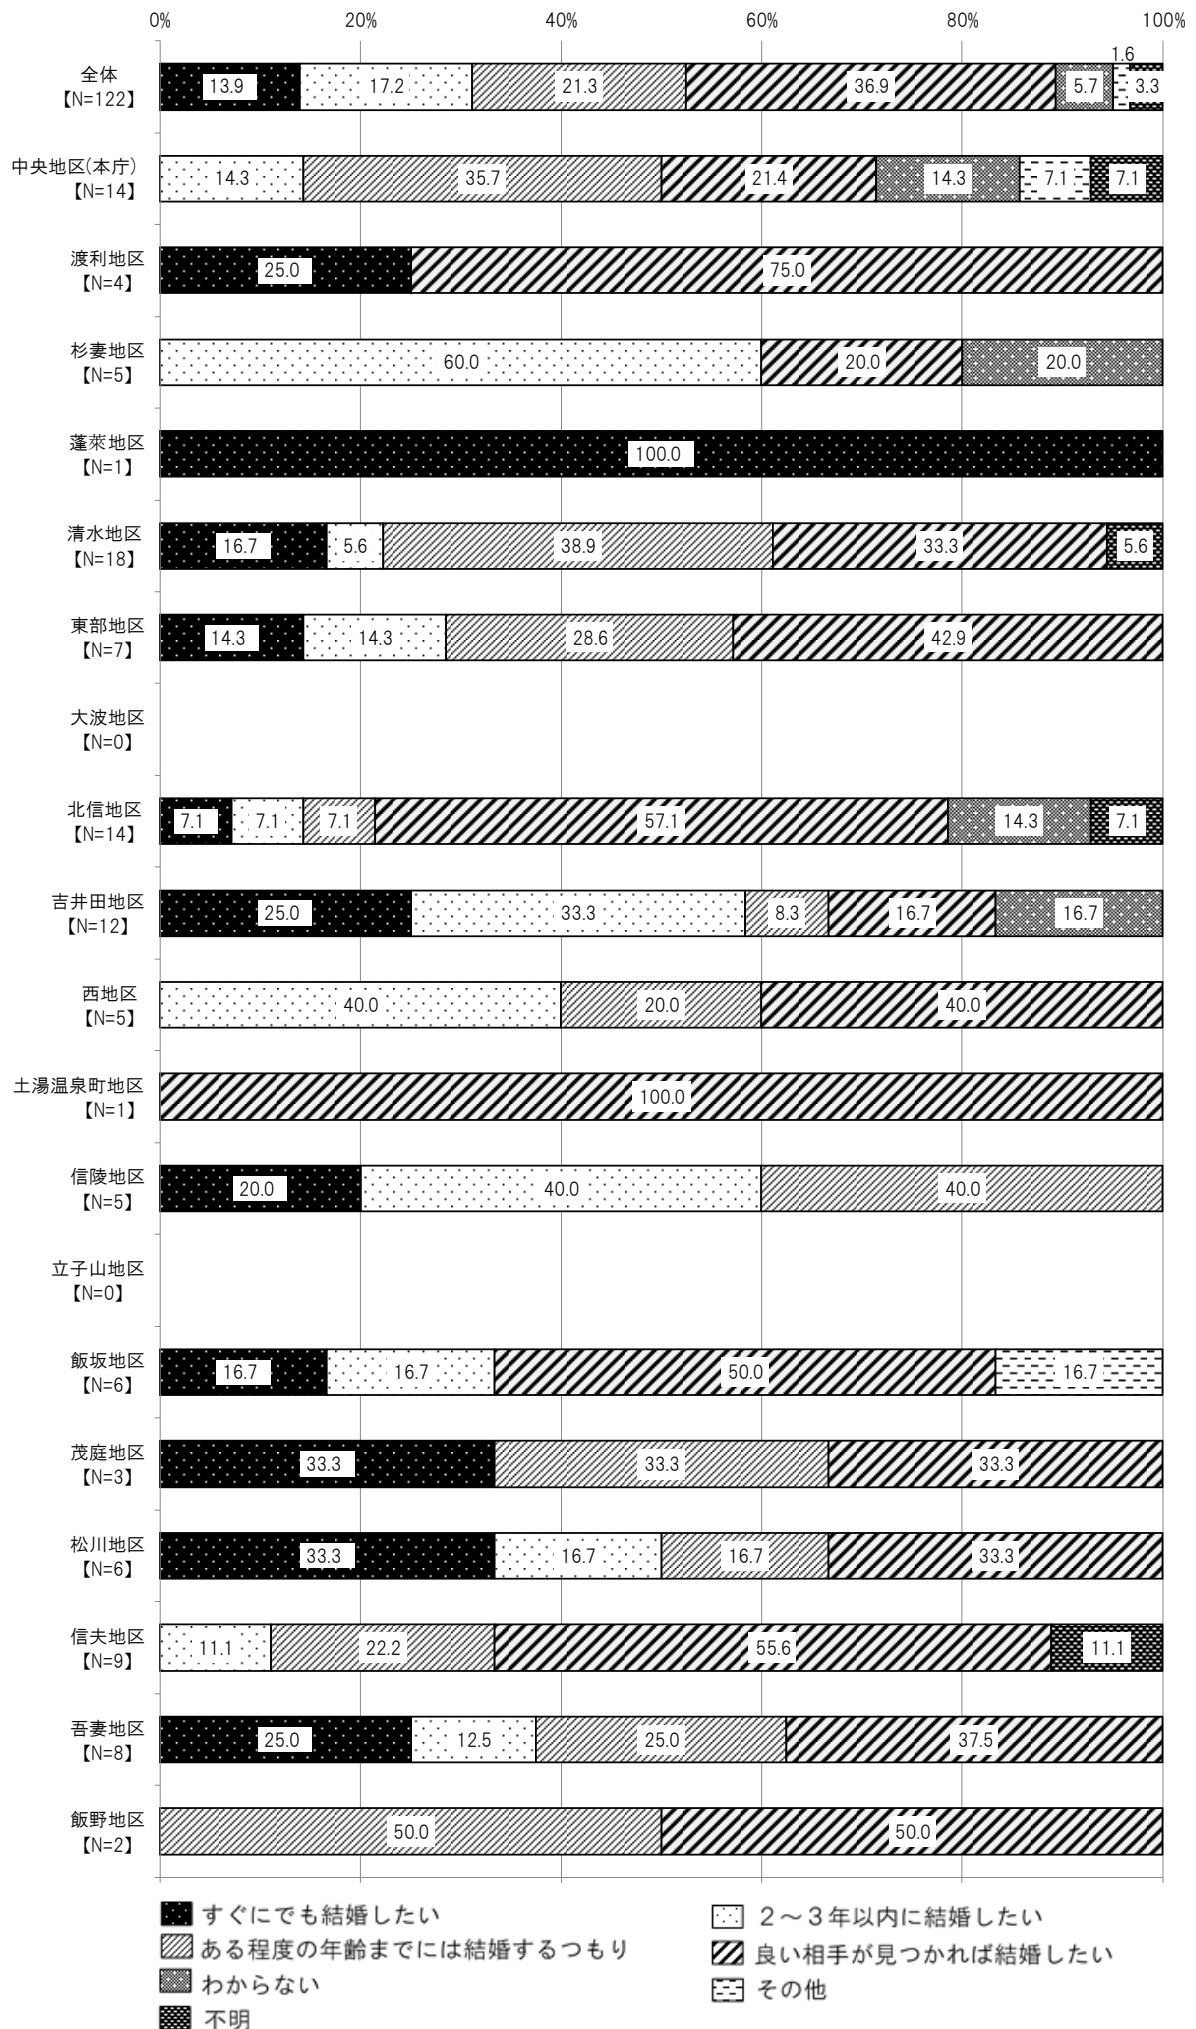 0% 20% 40% 60% 80% 100%
1.6
全体
【N=122】
13.9 17.2 21.3 36.9 5.7 3.3
中央地区(本庁)
【N=14】
14.3 35.7 21.4 14.3 7.1 7.1
渡利地区
【N=4】
25.0 75.0
杉妻地区
【N=5】
60.0 20.0 20.0
蓬萊地区
【N=1】
100.0
清水地区
【N=18】
16.7 5.6 38.9 33.3 5.6
東部地区
【N=7】
14.3 14.3 28.6 42.9
大波地区
【N=0】
北信地区
【N=14】
7.1 7.1 7.1 57.1 14.3 7.1
吉井田地区
【N=12】
25.0 33.3 8.3 16.7 16.7
西地区
【N=5】
40.0 20.0 40.0
土湯温泉町地区
【N=1】
100.0
信陵地区
【N=5】
20.0 40.0 40.0
立子山地区
【N=0】
飯坂地区
【N=6】
16.7 16.7 50.0 16.7
茂庭地区
【N=3】
33.3 33.3 33.3
松川地区
【N=6】
33.3 16.7 16.7 33.3
信夫地区
【N=9】
11.1 22.2 55.6 11.1
吾妻地区
【N=8】
25.0 12.5 25.0 37.5
飯野地区
【N=2】
50.0 50.0
すぐにでも結婚したい
２～３年以内に結婚したい
ある程度の年齢までには結婚するつもり
良い相手が見つかれば結婚したい
わからない
その他
不明